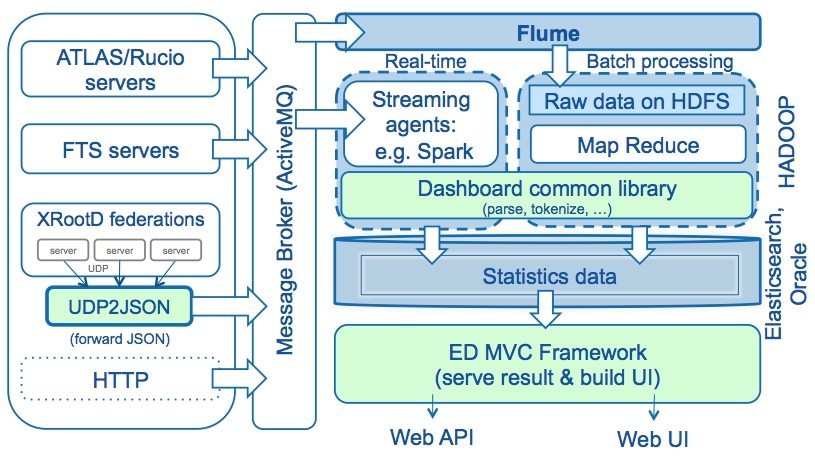 ATLAS/Rucio
servers
FTS servers
XRootD federations
server
server
server
UDP
UDP2JSON
(forward JSON)
HTTP
Message Broker (ActiveMQ)
Flume
Real-time
Batch processing
Streaming
agents:
e.g. Spark
Raw data on HDFS
Map Reduce
Dashboard common library
(parse, tokenize, ...)
HADOOP
Statistics data
Elasticsearch,
Oracle
ED MVC Framework
(serve result & build UI)
Web API
Web UI